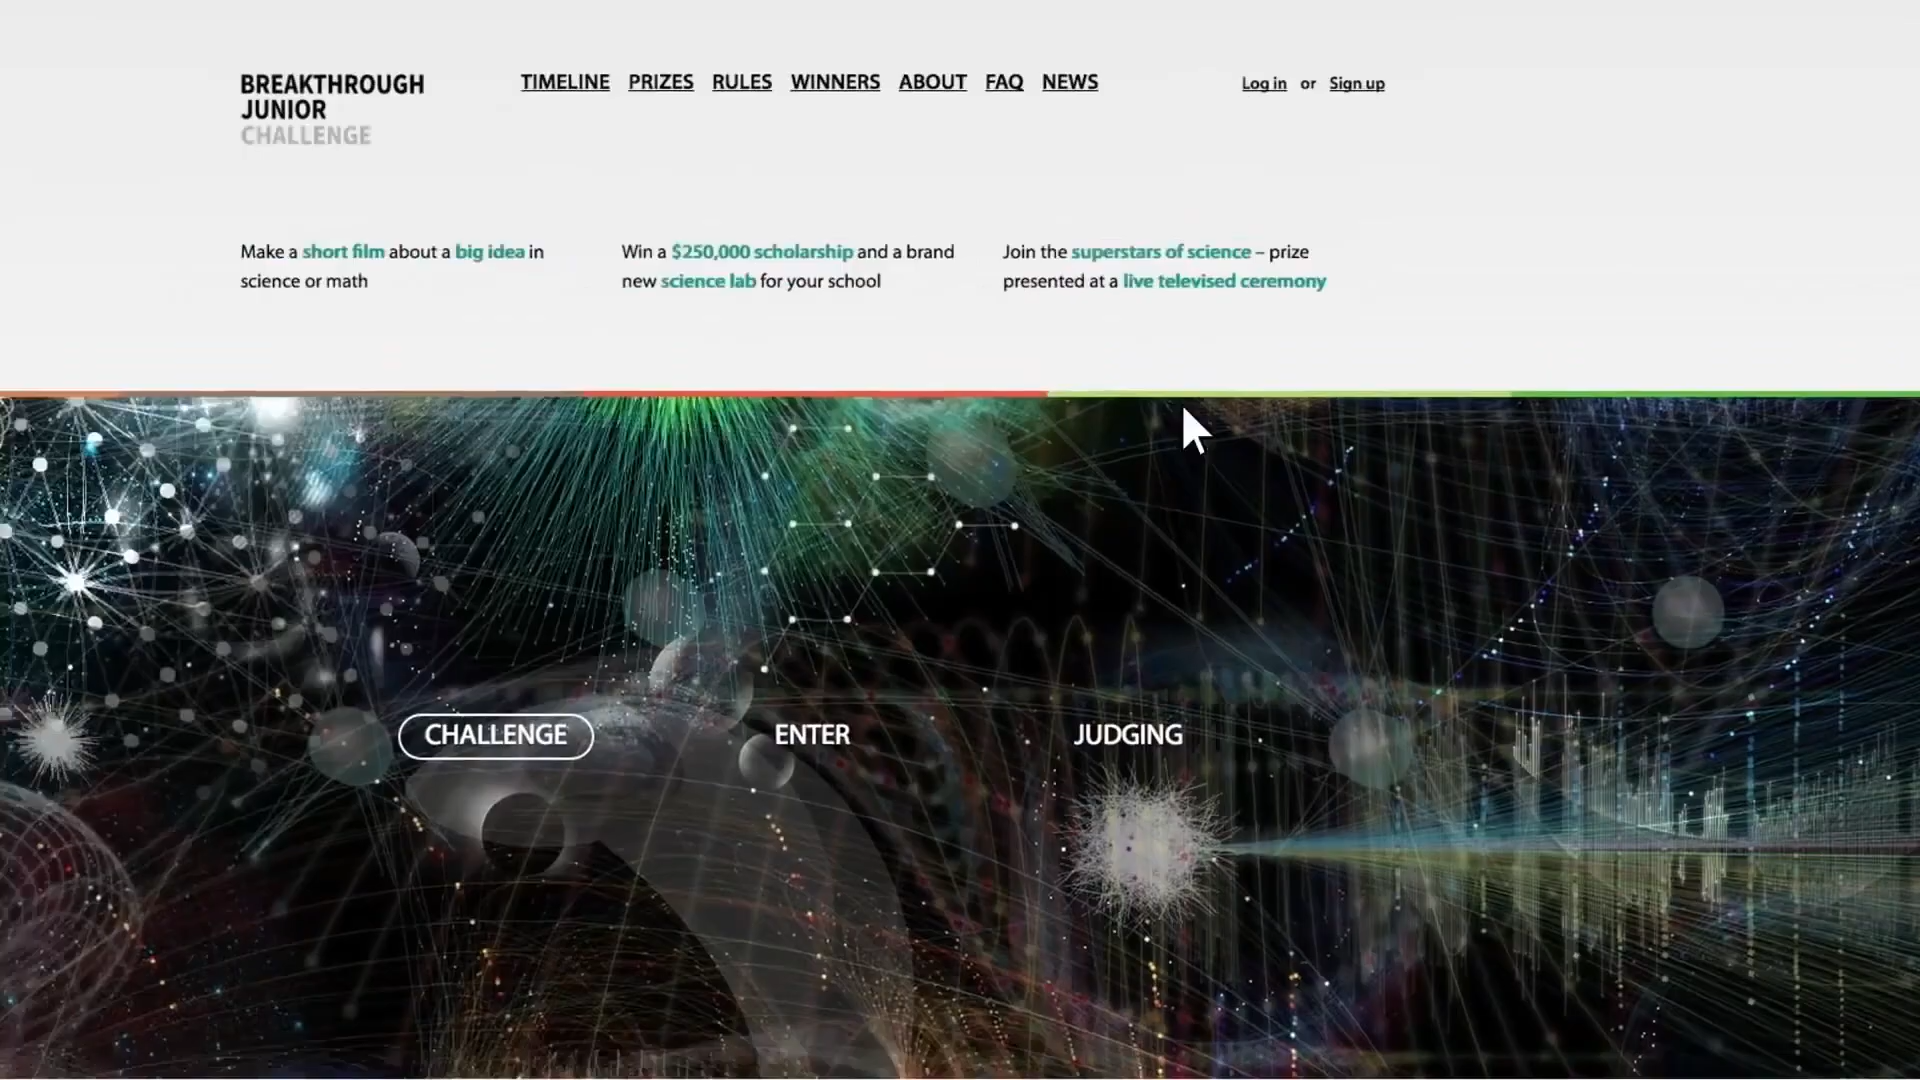 BREAKTHROUGH
JUNIOR
CHALLENGE
TIMELINE PRIZES RULES WINNERS ABOUT FAQ NEWS
Log in or Sign up
Make a short film about a big idea in
science or math
Win a $250,000 scholarship and a brand
new science lab for your school
Join the superstars of science – prize
presented at a live televised ceremony
CHALLENGE ENTER JUDGING